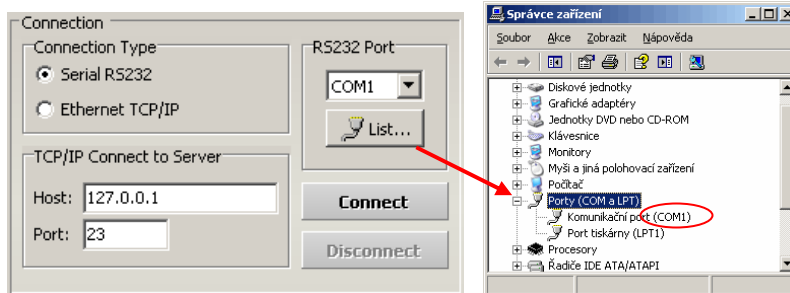 Connection
Connection Type
Serial RS232
Ethernet TCP/IP
RS232 Port
COM1
List...
TCP/IP Connect to Server
Host: 127.0.0.1
Port: 23
Connect
Disconnect
Správce zařízení
Soubor Akce Zobrazit Nápověda
Diskové jednotky
Grafické adaptéry
Jednotky DVD nebo CD-ROM
Klávesnice
Monitory
Myši a jiná polohovací zařízení
Počítač
Porty (COM a LPT)
Komunikační port (COM1)
Port tiskárny (LPT1)
Procesory
Řadiče IDE ATA/ATAPI